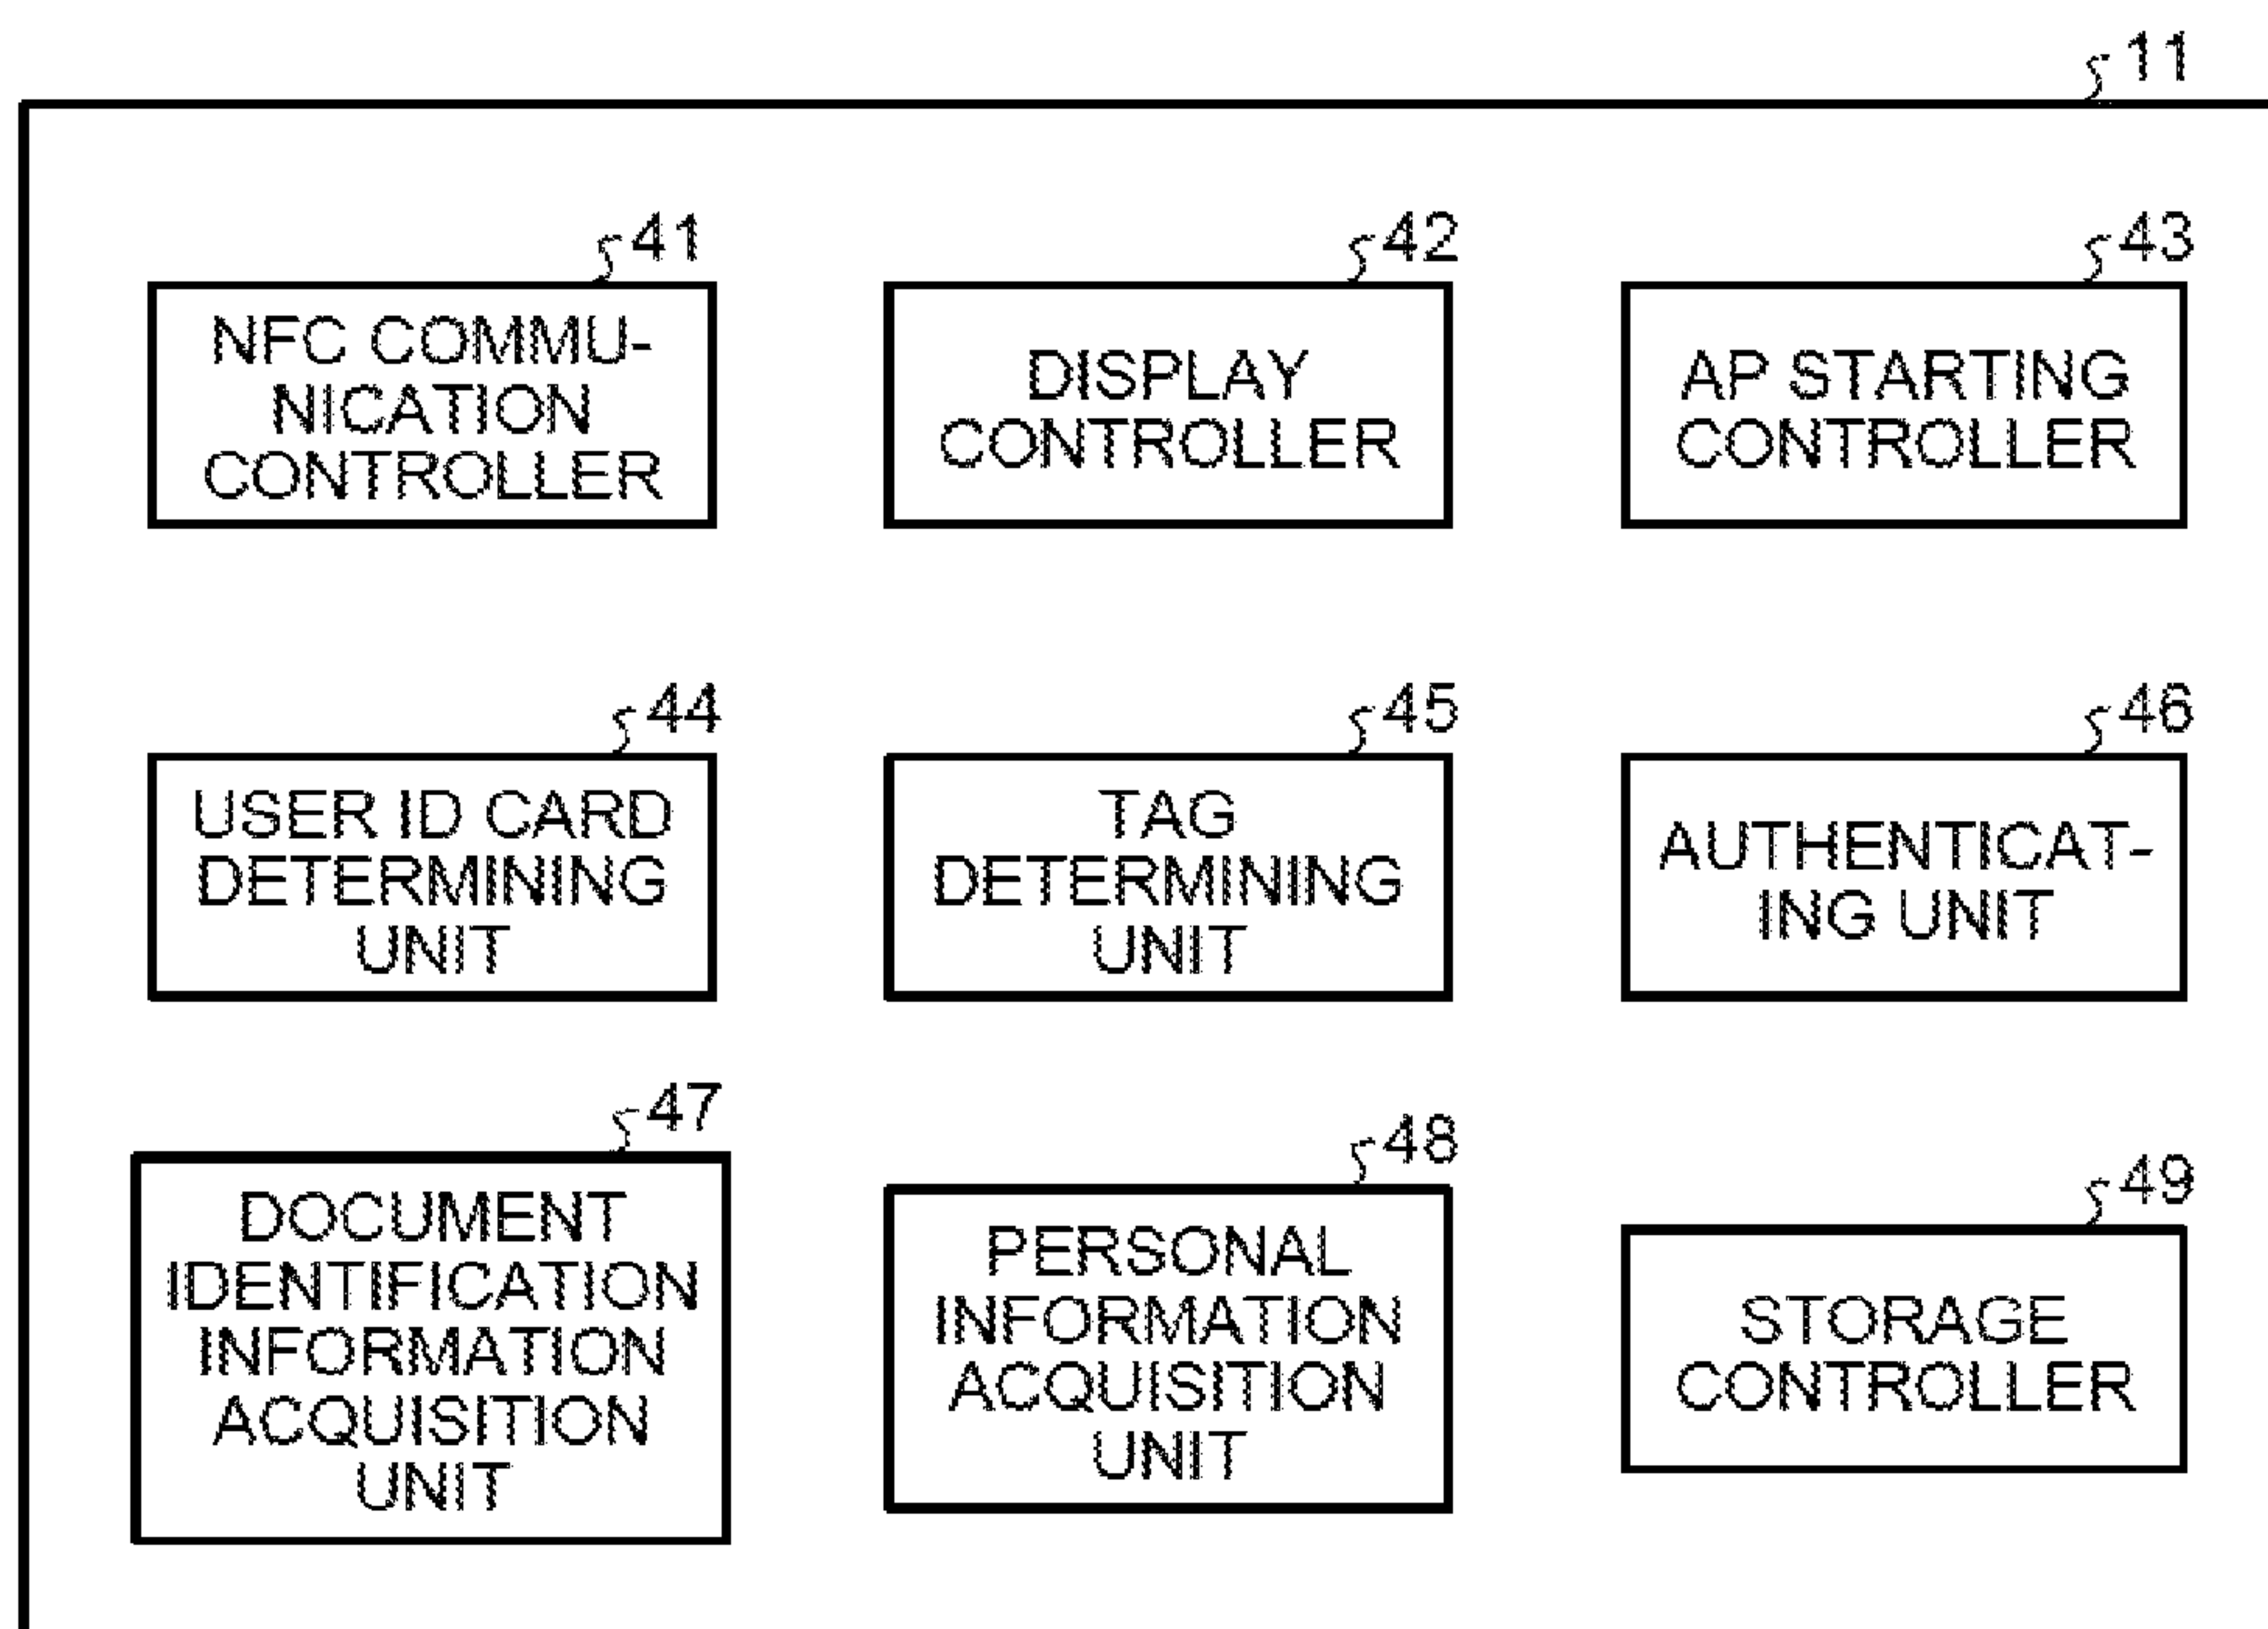 11
41
NFC COMMU-
NICATION
CONTROLLER
42
DISPLAY
CONTROLLER
43
AP STARTING
CONTROLLER
44
USER ID CARD
DETERMINING
UNIT
45
TAG
DETERMINING
UNIT
46
AUTHENTICAT-
ING UNIT
47
DOCUMENT
IDENTIFICATION
INFORMATION
ACQUISITION
UNIT
48
PERSONAL
INFORMATION
ACQUISITION
UNIT
49
STORAGE
CONTROLLER